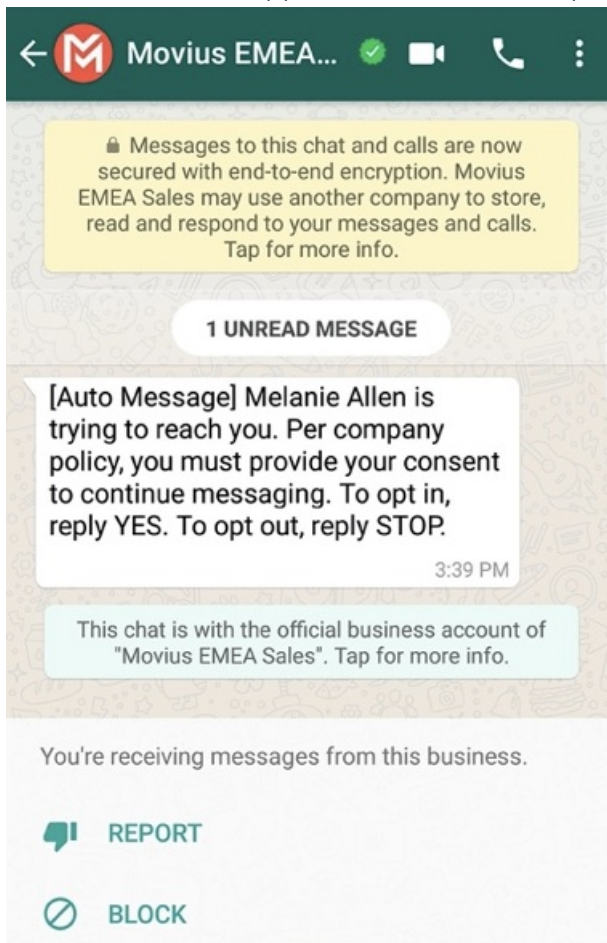 Movius EMEA...
Messages to this chat and calls are now
secured with end-to-end encryption. Movius
EMEA Sales may use another company to store,
read and respond to your messages and calls.
Tap for more info.
1 UNREAD MESSAGE
[Auto Message] Melanie Allen is
trying to reach you. Per company
policy, you must provide your consent
to continue messaging. To opt in,
reply YES. To opt out, reply STOP.
3:39 PM
This chat is with the official business account of
"Movius EMEA Sales". Tap for more info.
You're receiving messages from this business.
REPORT
BLOCK